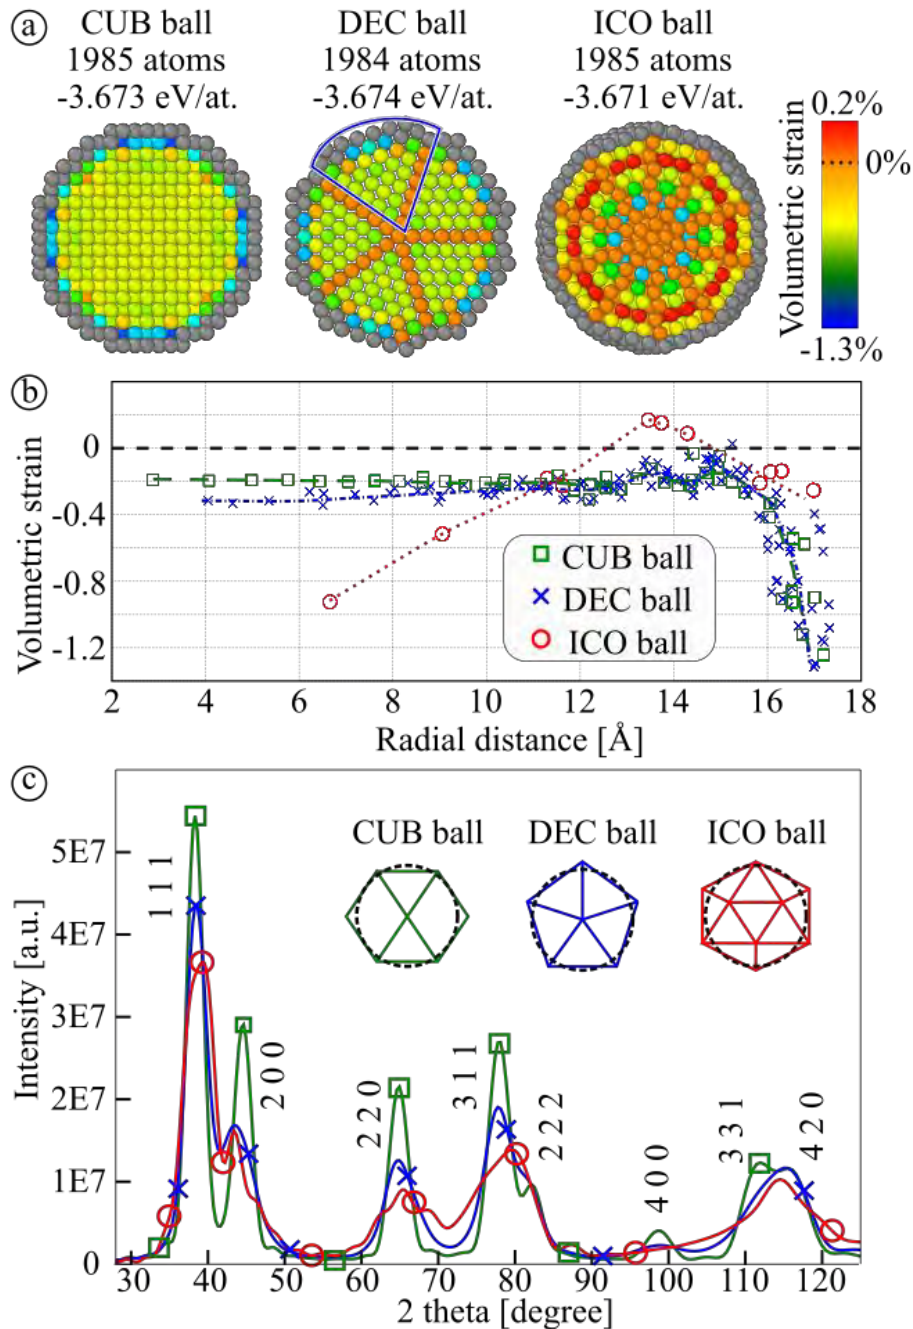 a
CUB ball
1985 atoms
-3.673 eV/at.
DEC ball
1984 atoms
-3.674 eV/at.
ICO ball
1985 atoms
-3.671 eV/at.
0.2%
0%
-1.3%
Volumetric strain
b
Volumetric strain
0
-0.4
-0.8
-1.2
CUB ball
DEC ball
ICO ball
2 4 6 8 10 12 14 16 18
Radial distance [Å]
c
Intensity [a.u.]
5E7
4E7
3E7
2E7
1E7
0
CUB ball
DEC ball
ICO ball
1 1 1
2 0 0
2 2 0
3 1 1
2 2 2
4 0 0
3 3 1
4 2 0
30 40 50 60 70 80 90 100 110 120
2 theta [degree]